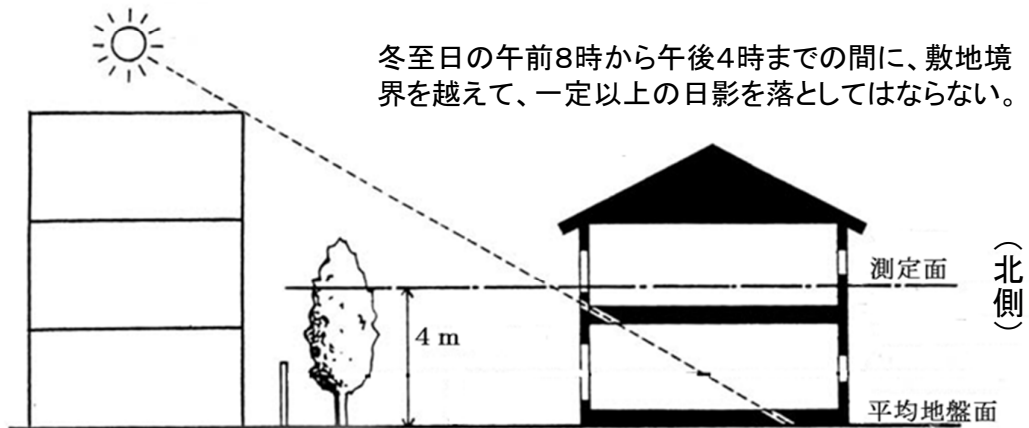 冬至日の午前8時から午後4時までの間に、敷地境
界を越えて、一定以上の日影を落としてはならない。
測定面
(北側)
4m
平均地盤面